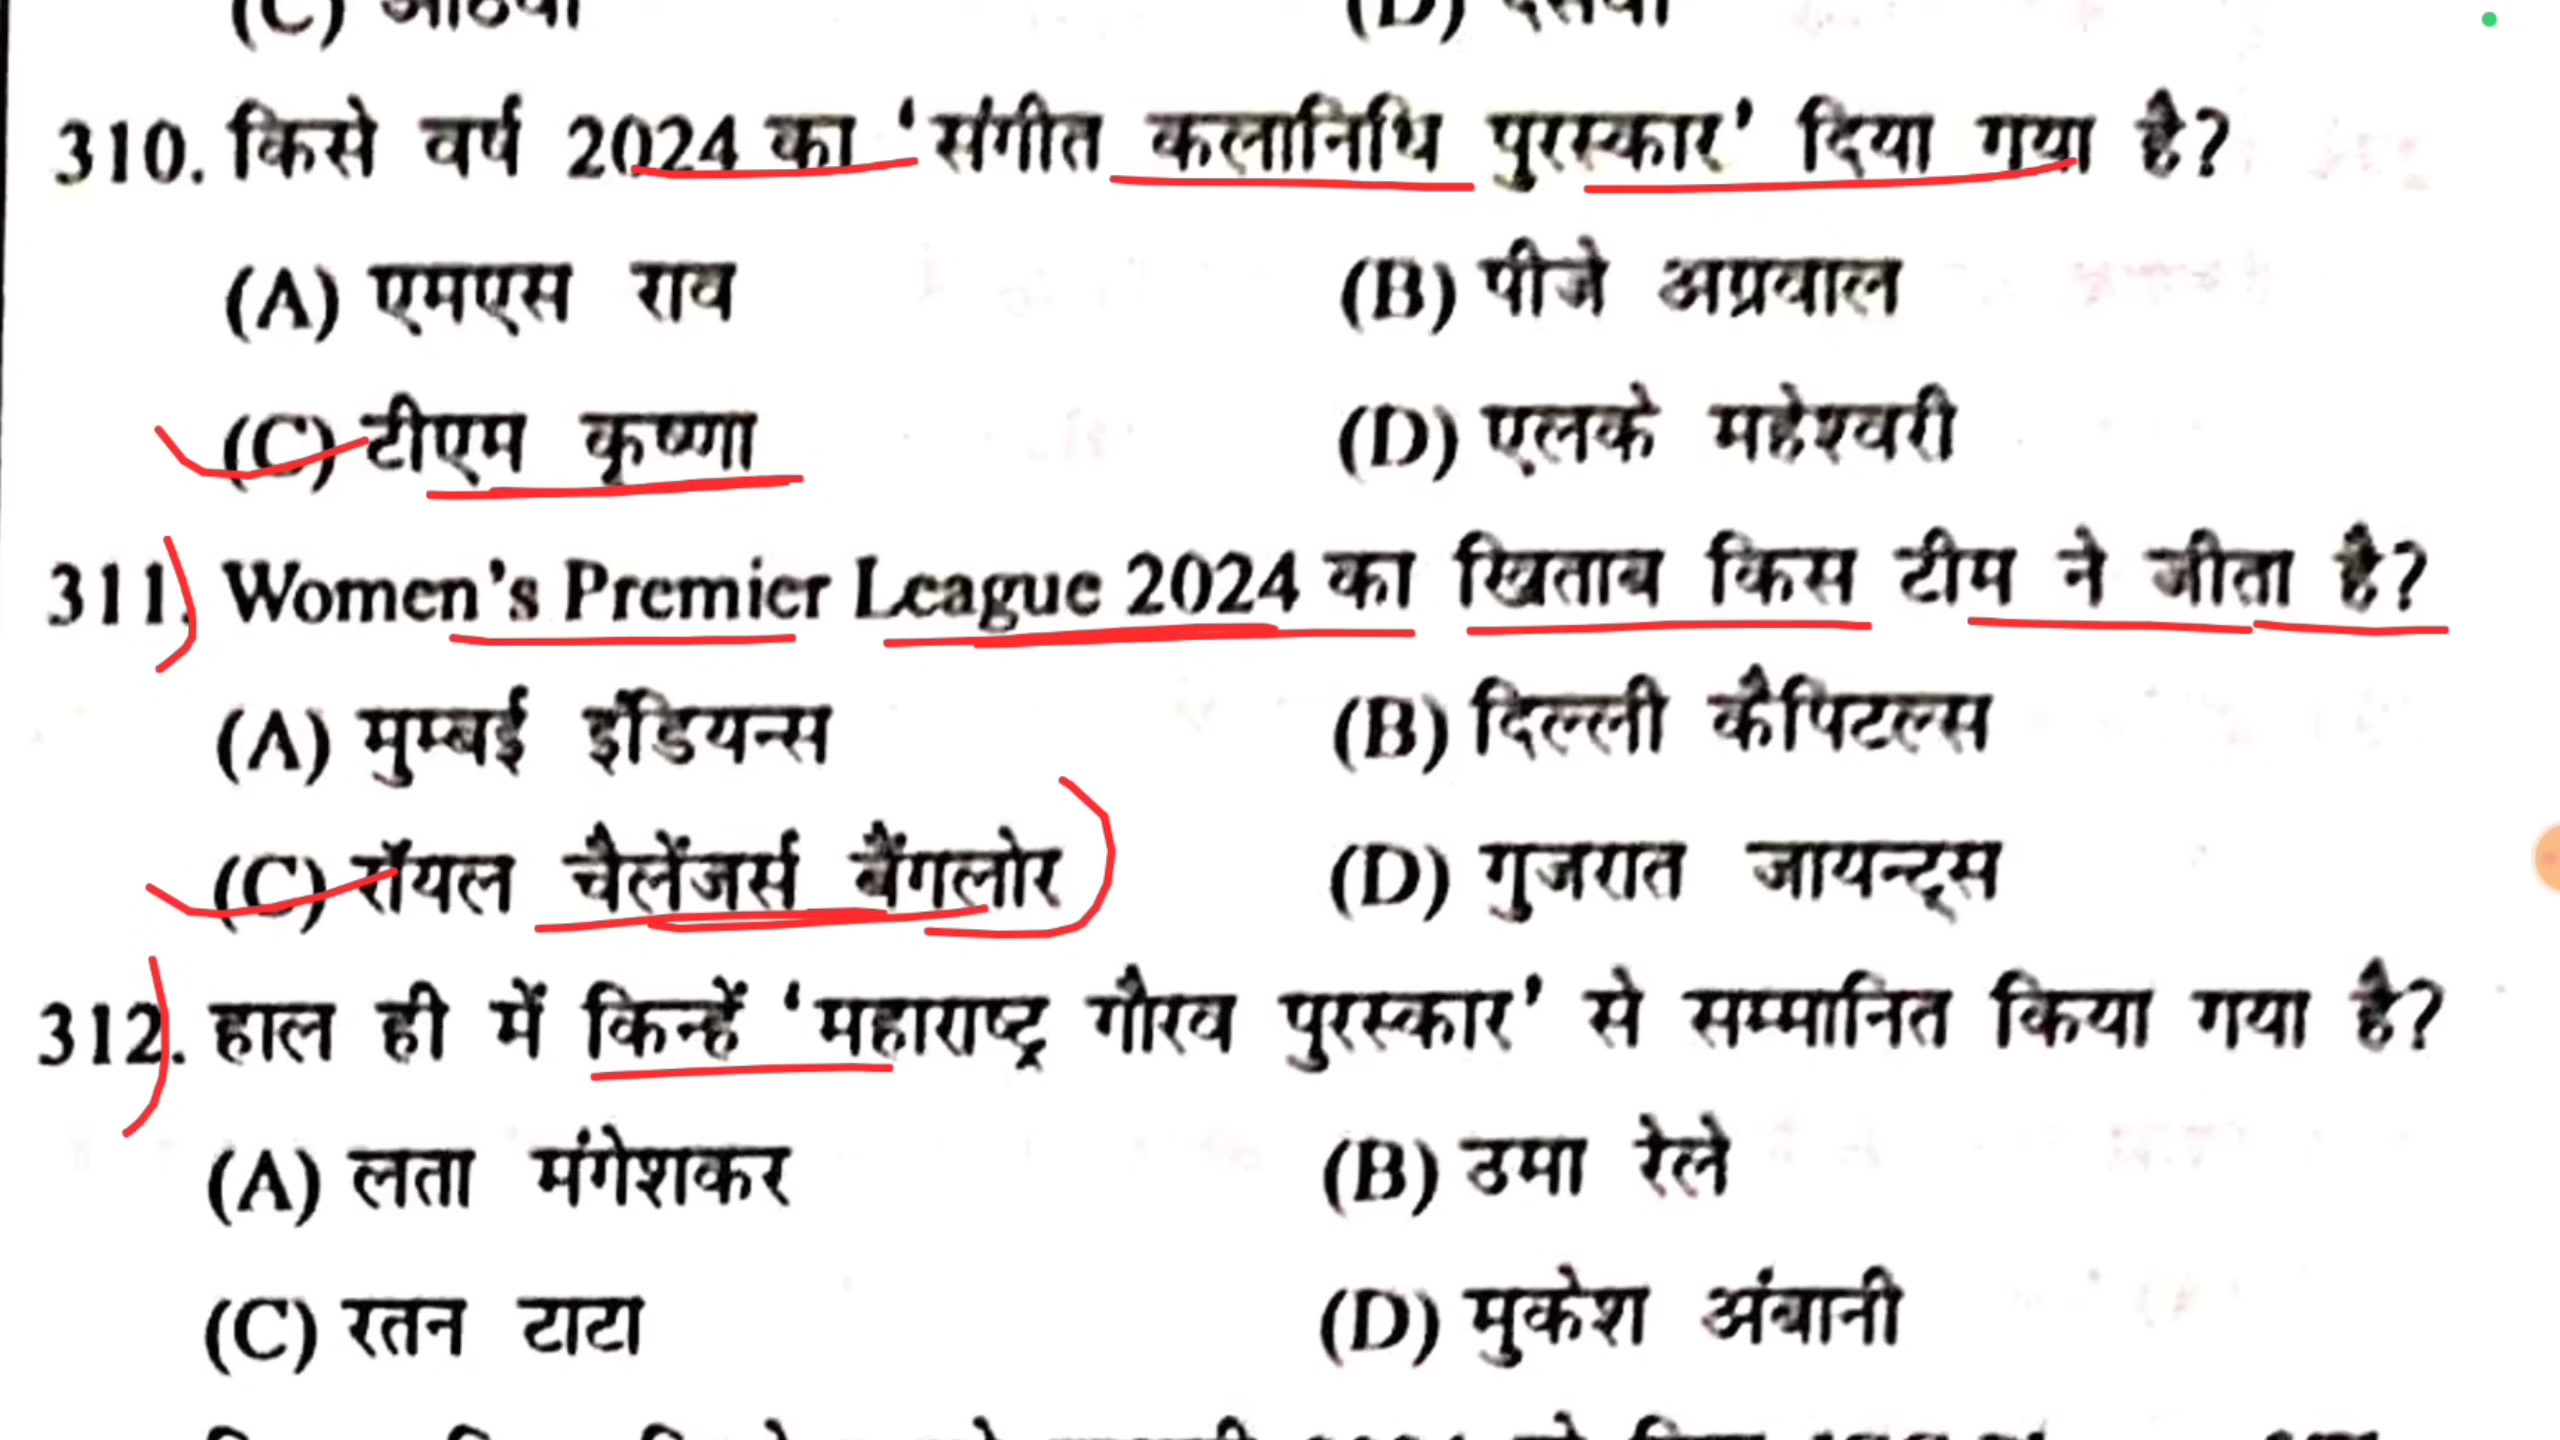 310. किसे वर्ष 2024 का ‘संगीत कलानिधि पुरस्कार’ दिया गया है?
(A) एमएस राव (B) पीजे अग्रवाल
(C) टीएम कृष्णा (D) एलके महेश्वरी
311. Women's Premier League 2024 का खिताब किस टीम ने जीता है?
(A) मुम्बई इंडियन्स (B) दिल्ली कैपिटल्स
(C) रॉयल चैलेंजर्स बैंगलोर (D) गुजरात जायन्ट्स
312. हाल ही में किन्हें ‘महाराष्ट्र गौरव पुरस्कार’ से सम्मानित किया गया है?
(A) लता मंगेशकर (B) उमा रेले
(C) रतन टाटा (D) मुकेश अंबानी